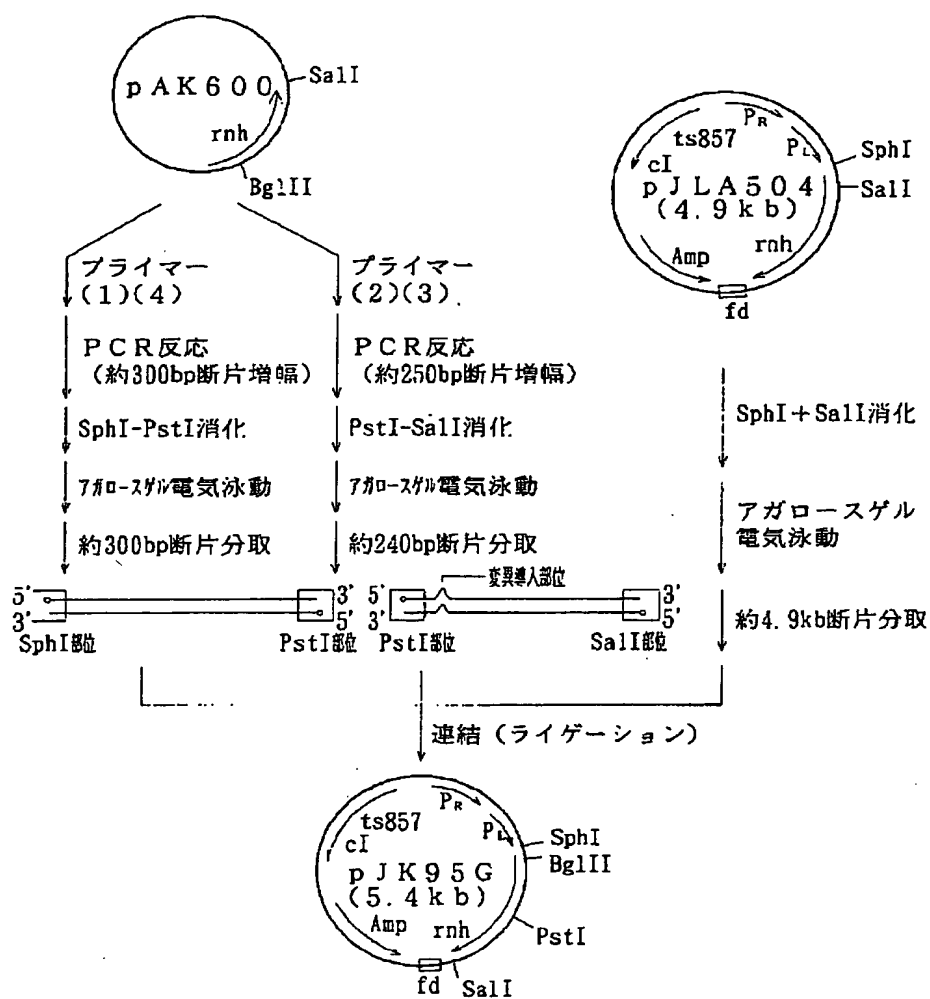 pAK600
SalI
rnh
BglII
PR
PL
ts857
cI
SphI
SalI
pJLA504
(4.9kb)
Amp
rnh
fd
プライマー
(1)(4)
PCR反応
(約300bp断片増幅)
SphI-PstI消化
アガロースゲル電気泳動
約300bp断片分取
プライマー
(2)(3)
PCR反応
(約250bp断片増幅)
PstI-SalI消化
アガロースゲル電気泳動
約240bp断片分取
SphI+SalI消化
アガロースゲル
電気泳動
約4.9kb断片分取
5' 3'
3' 5'
SphI部位 PstI部位
変異導入部位
5' 3'
3' 5'
PstI部位 SalI部位
連結(ライゲーション)
PR
PL
ts857
cI
SphI
BglII
pJK95G
(5.4kb)
Amp
rnh
PstI
fd
SalI